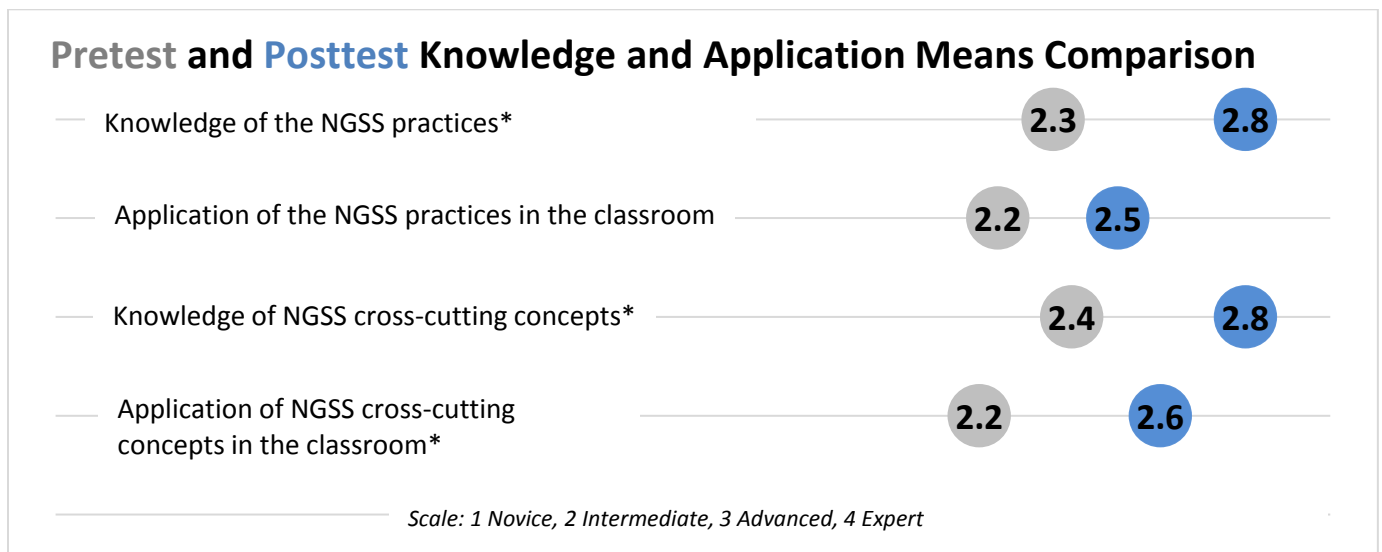 Pretest and Posttest Knowledge and Application Means Comparison
Knowledge of the NGSS practices* 2.3 2.8
Application of the NGSS practices in the classroom 2.2 2.5
Knowledge of NGSS cross-cutting concepts* 2.4 2.8
Application of NGSS cross-cutting
concepts in the classroom* 2.2 2.6
Scale: 1 Novice, 2 Intermediate, 3 Advanced, 4 Expert